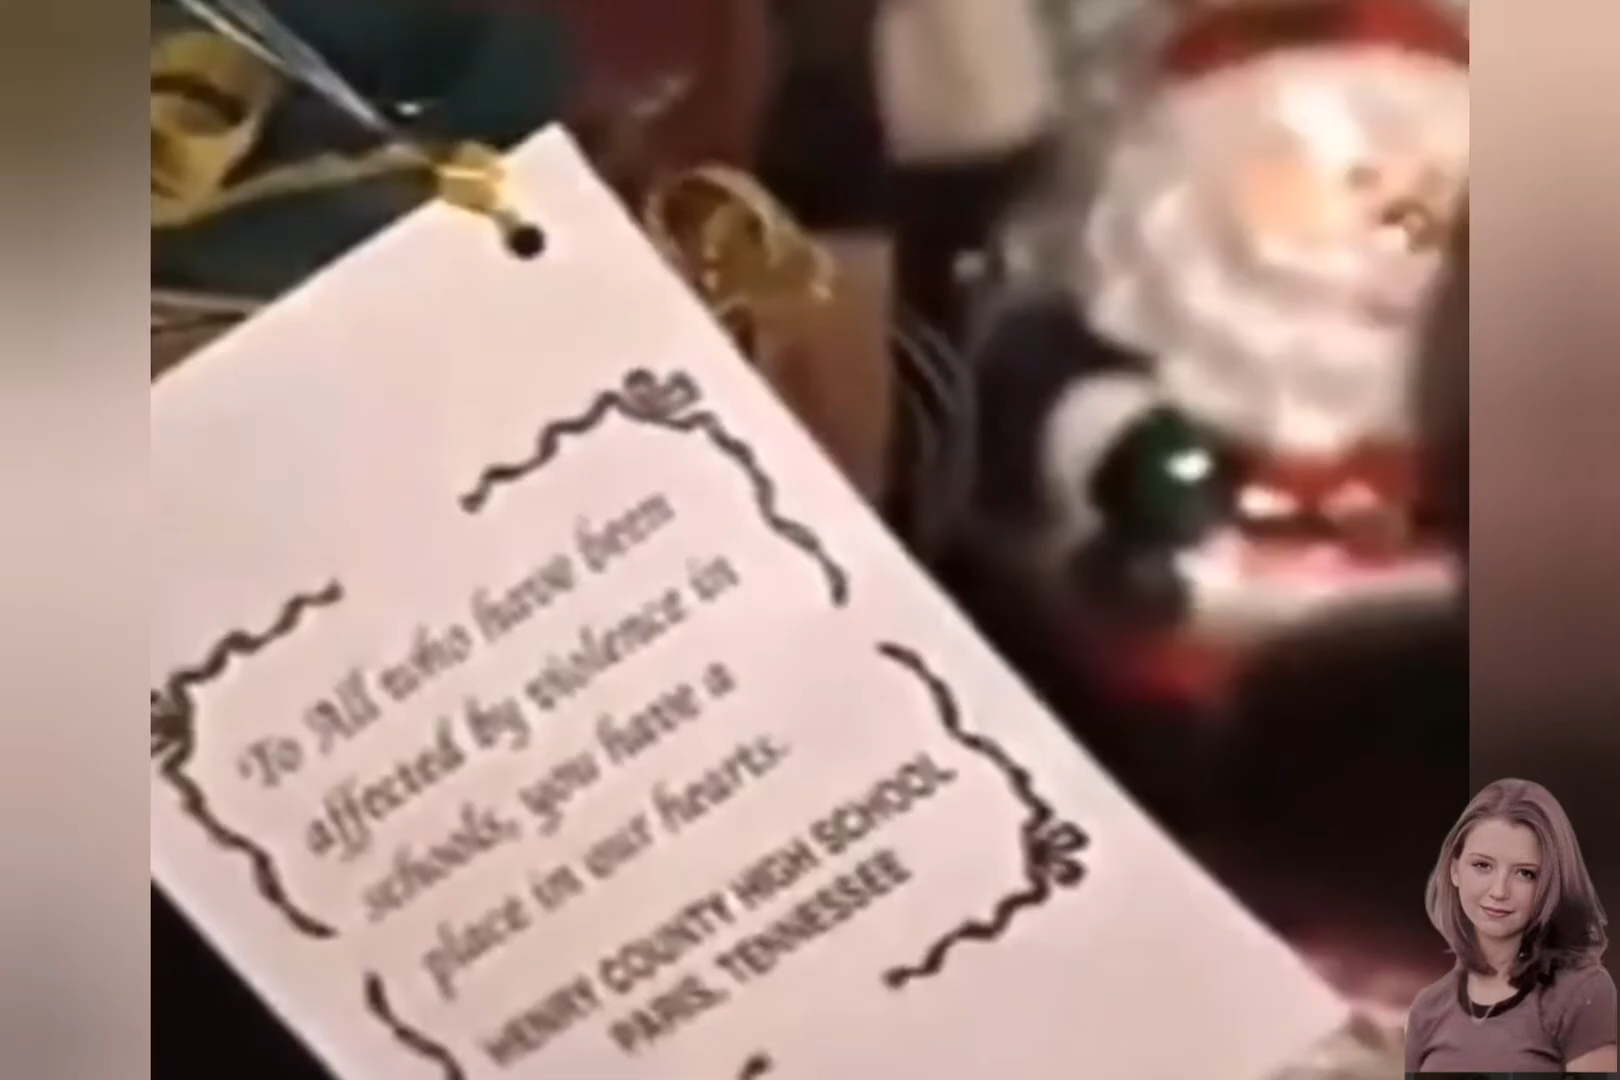 To All who have been
affected by violence in
schools, you have a
place in our hearts.
HENRY COUNTY HIGH SCHOOL
PARIS, TENNESSEE